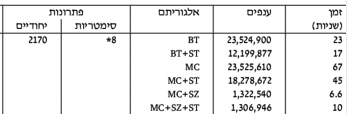 זמן ענפים אלגוריתם פתרונות
(שניות) סימטריות יחודיים
23 23,524,900 BT *8 2170
17 12,199,877 BT+ST
67 23,525,610 MC
45 18,278,672 MC+ST
6.6 1,322,540 MC+SZ
10 1,306,946 MC+SZ+ST